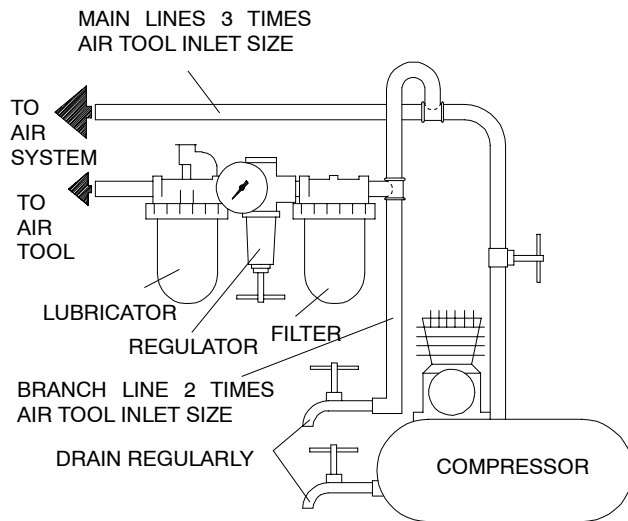 MAIN LINES 3 TIMES
AIR TOOL INLET SIZE
TO
AIR
SYSTEM
TO
AIR
TOOL
LUBRICATOR
REGULATOR
FILTER
BRANCH LINE 2 TIMES
AIR TOOL INLET SIZE
DRAIN REGULARLY
COMPRESSOR